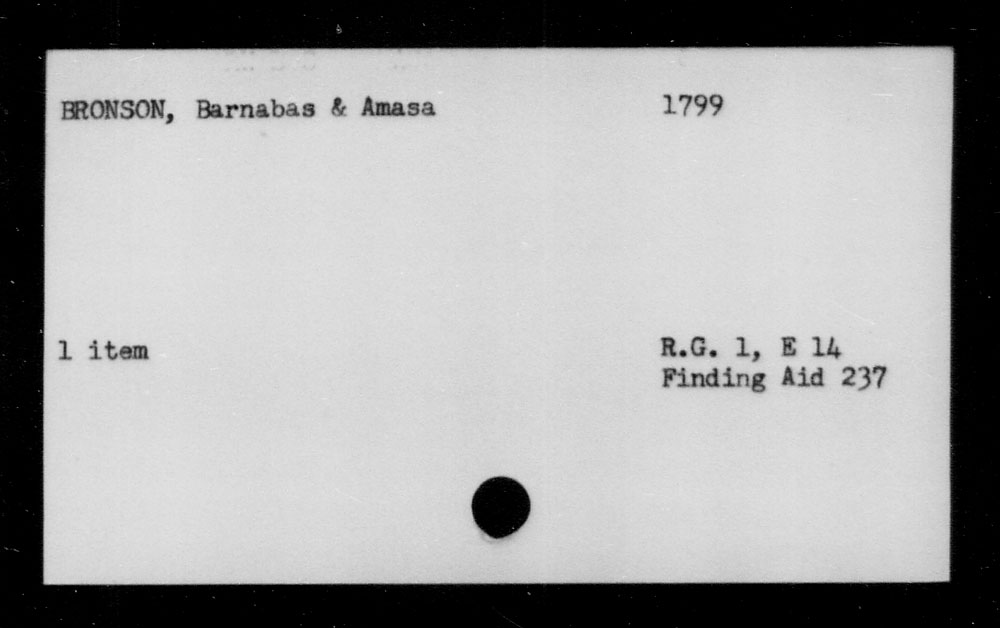 BRONSON, Barnabas & Amasa 1799
1 item R.G. 1, E 14
Finding Aid 237